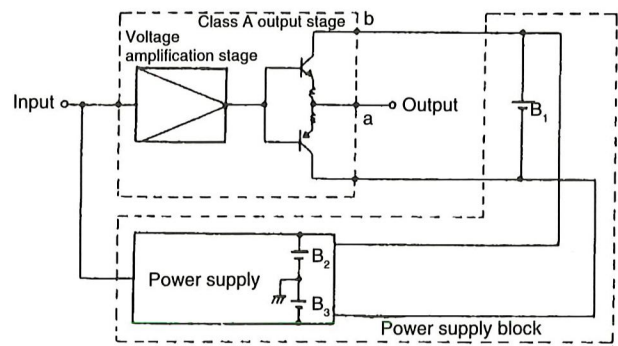 Class A output stage
b
Voltage
amplification stage
Input
Output
a
B1
B2
Power supply
B3
Power supply block